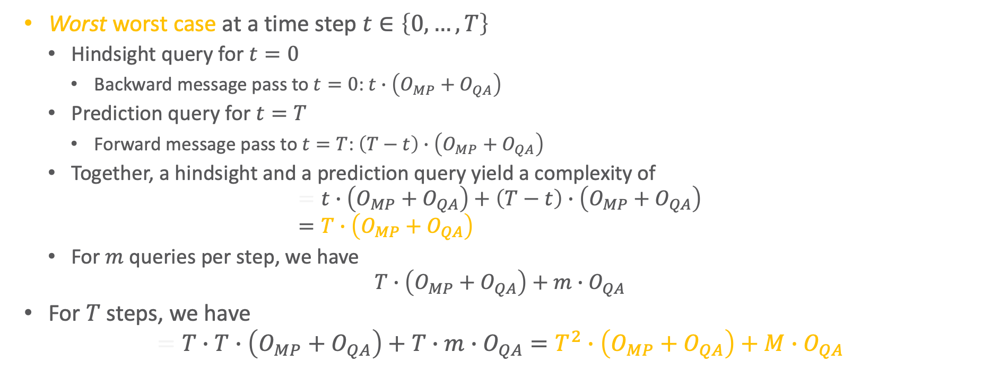 • Worst worst case at a time step t ∈ {0, … , T}
• Hindsight query for t = 0
• Backward message pass to t = 0: t · (O_MP + O_QA)
• Prediction query for t = T
• Forward message pass to t = T: (T − t) · (O_MP + O_QA)
• Together, a hindsight and a prediction query yield a complexity of
= t · (O_MP + O_QA) + (T − t) · (O_MP + O_QA)
= T · (O_MP + O_QA)
• For m queries per step, we have
T · (O_MP + O_QA) + m · O_QA
• For T steps, we have
= T · T · (O_MP + O_QA) + T · m · O_QA = T² · (O_MP + O_QA) + M · O_QA